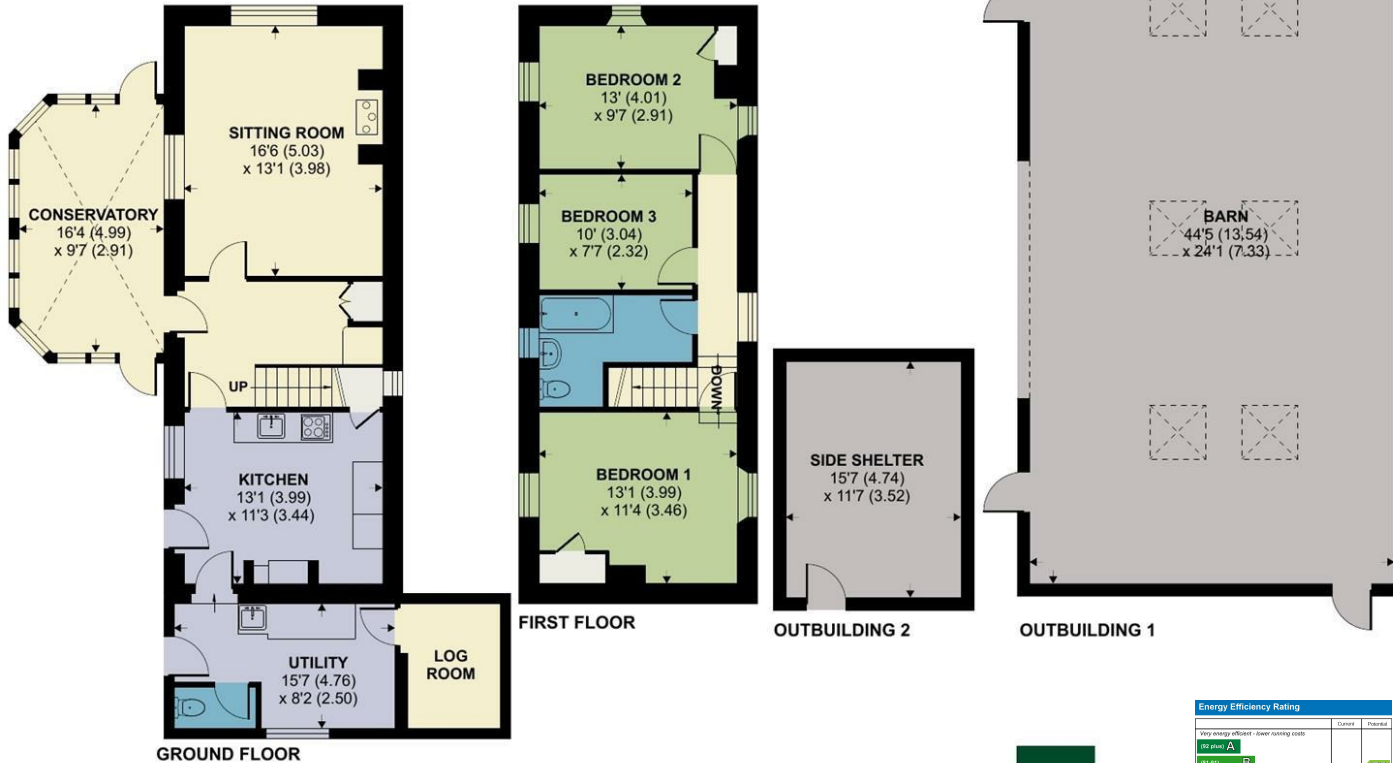 SITTING ROOM
16'6 (5.03)
x 13'1 (3.98)
CONSERVATORY
16'4 (4.99)
x 9'7 (2.91)
UP
KITCHEN
13'1 (3.99)
x 11'3 (3.44)
UTILITY
15'7 (4.76)
x 8'2 (2.50)
LOG
ROOM
GROUND FLOOR
BEDROOM 2
13' (4.01)
x 9'7 (2.91)
BEDROOM 3
10' (3.04)
x 7'7 (2.32)
DOWN
BEDROOM 1
13'1 (3.99)
x 11'4 (3.46)
FIRST FLOOR
SIDE SHELTER
15'7 (4.74)
x 11'7 (3.52)
OUTBUILDING 2
BARN
44'5 (13.54)
x 24'1 (7.33)
OUTBUILDING 1
Energy Efficiency Rating
Current Potential
Very energy efficient - lower running costs
(92 plus) A
B